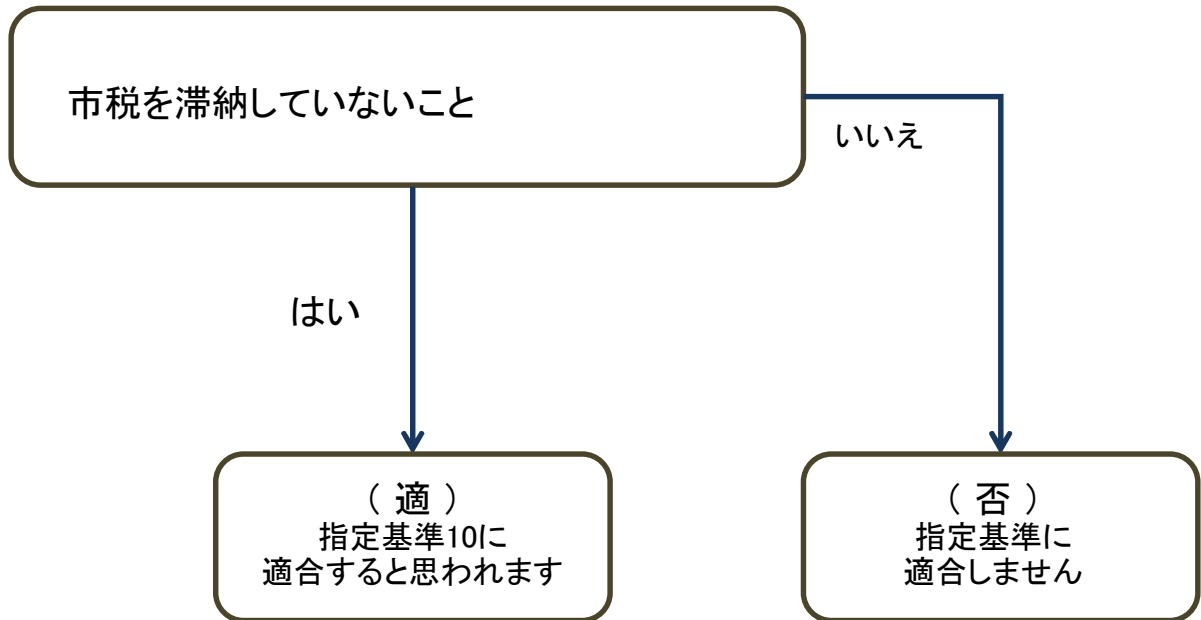 市税を滞納していないこと
いいえ
はい
（ 適 ）
指定基準10に
適合すると思われます
（ 否 ）
指定基準に
適合しません